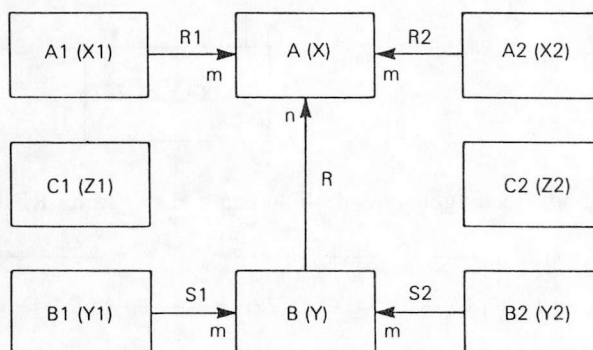 A1 (X1) R1 m A (X) m R2 A2 (X2)
n
C1 (Z1) R C2 (Z2)
B1 (Y1) S1 m B (Y) m S2 B2 (Y2)